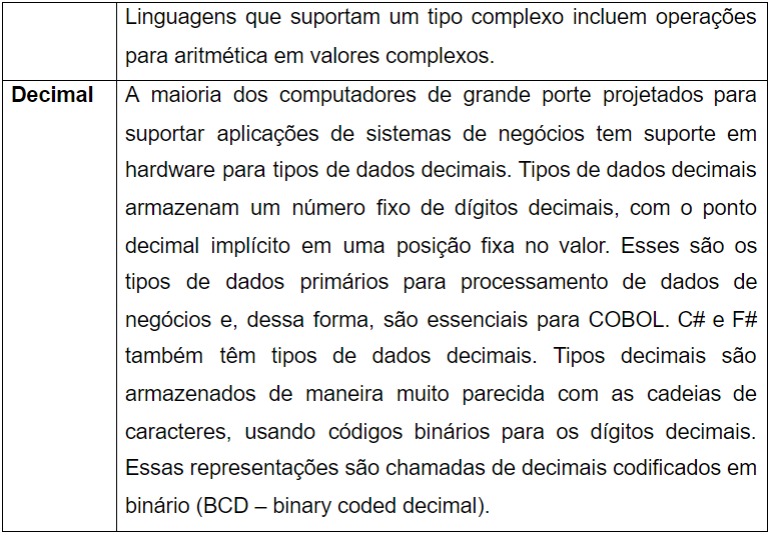 Linguagens que suportam um tipo complexo incluem operações
para aritmética em valores complexos.
Decimal A maioria dos computadores de grande porte projetados para
suportar aplicações de sistemas de negócios tem suporte em
hardware para tipos de dados decimais. Tipos de dados decimais
armazenam um número fixo de dígitos decimais, com o ponto
decimal implícito em uma posição fixa no valor. Esses são os
tipos de dados primários para processamento de dados de
negócios e, dessa forma, são essenciais para COBOL. C# e F#
também têm tipos de dados decimais. Tipos decimais são
armazenados de maneira muito parecida com as cadeias de
caracteres, usando códigos binários para os dígitos decimais.
Essas representações são chamadas de decimais codificados em
binário (BCD – binary coded decimal).